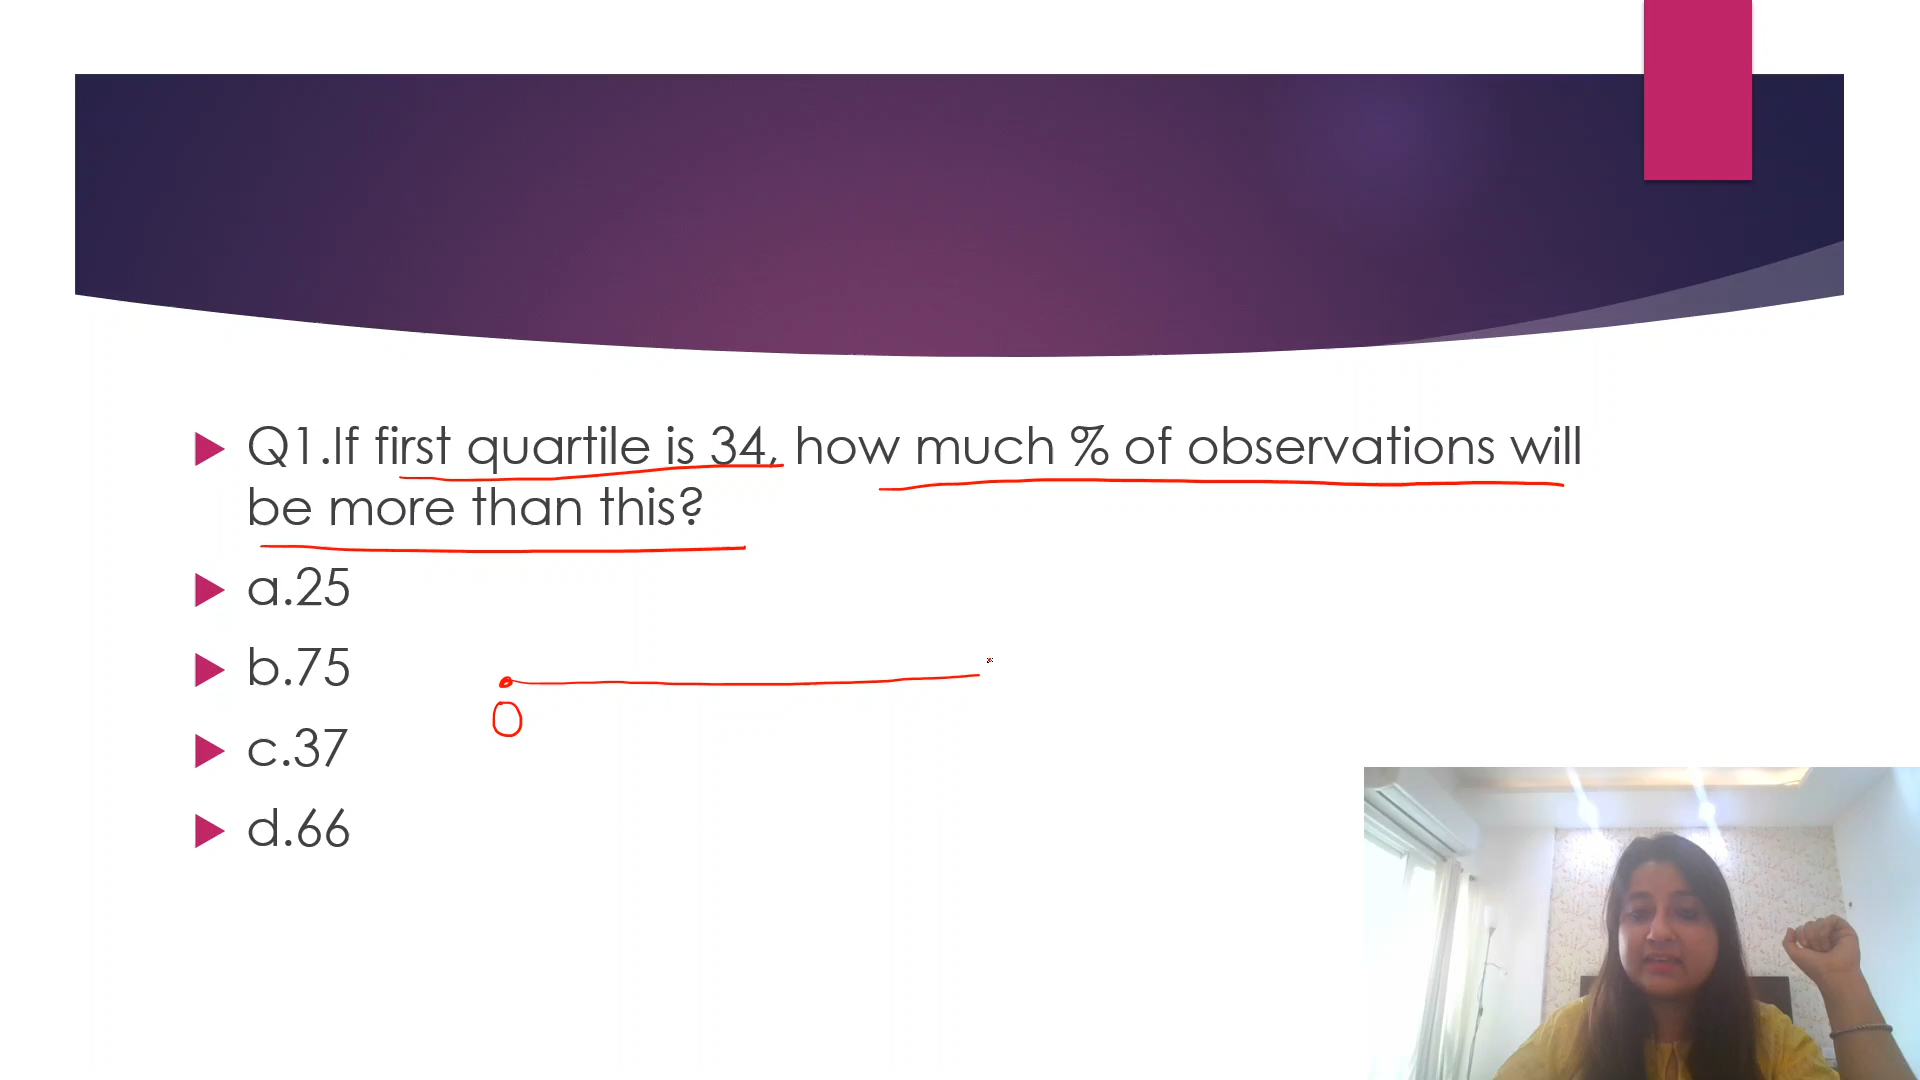 Q1.If first quartile is 34, how much % of observations will
be more than this?
a.25
b.75
0
c.37
d.66